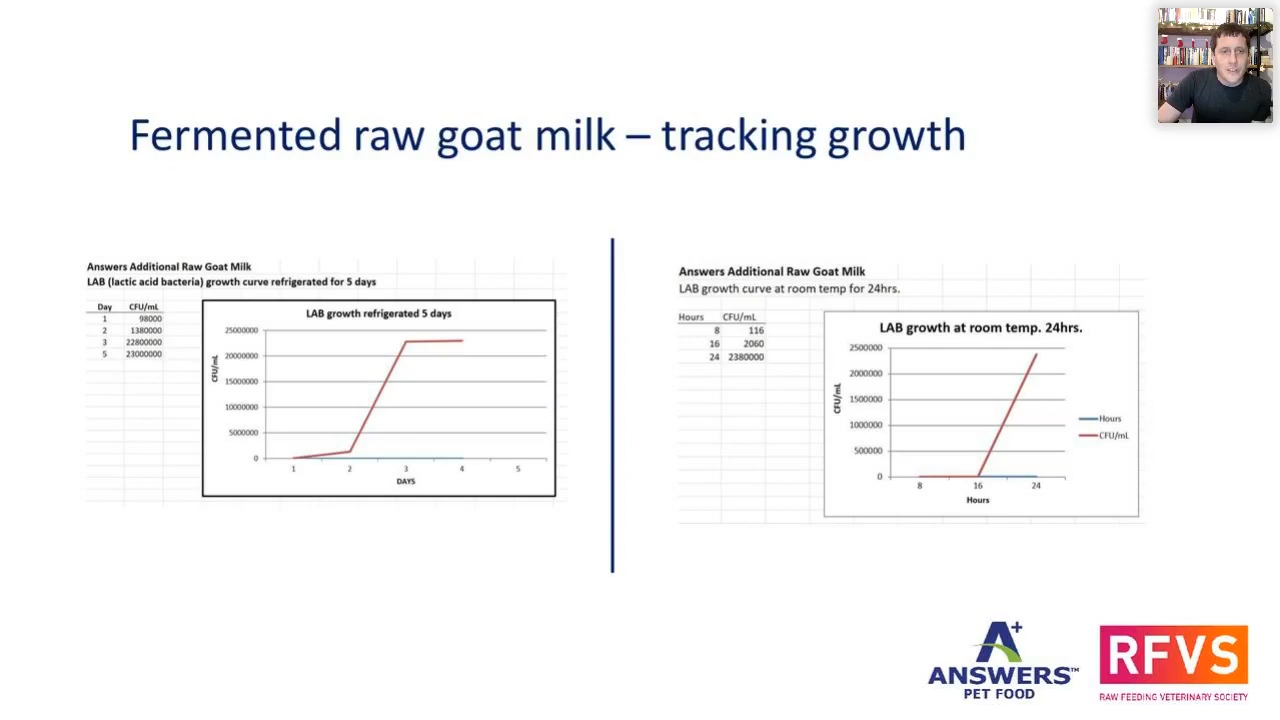 Fermented raw goat milk – tracking growth
Answers Additional Raw Goat Milk
LAB (lactic acid bacteria) growth curve refrigerated for 5 days
Day CFU/mL
1 98000
2 1380000
3 22800000
5 23000000
LAB growth refrigerated 5 days
25000000
20000000
15000000
10000000
5000000
0
CFU/mL
1 2 3 4 5
DAYS
Answers Additional Raw Goat Milk
LAB growth curve at room temp for 24hrs.
Hours CFU/mL
8 116
16 2060
24 2380000
LAB growth at room temp. 24hrs.
2500000
2000000
1500000
1000000
500000
0
CFU/mL
8 16 24
Hours
Hours
CFU/mL
A+
ANSWERS™
PET FOOD
RFVS
RAW FEEDING VETERINARY SOCIETY